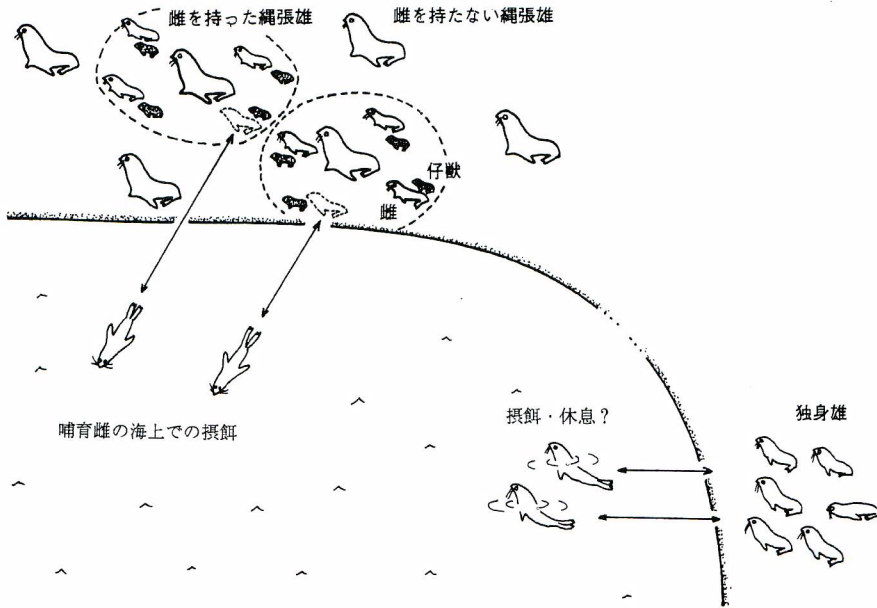 雌を持った縄張雄
雌を持たない縄張雄
仔獣
雌
哺育雌の海上での摂餌
摂餌・休息？
独身雄